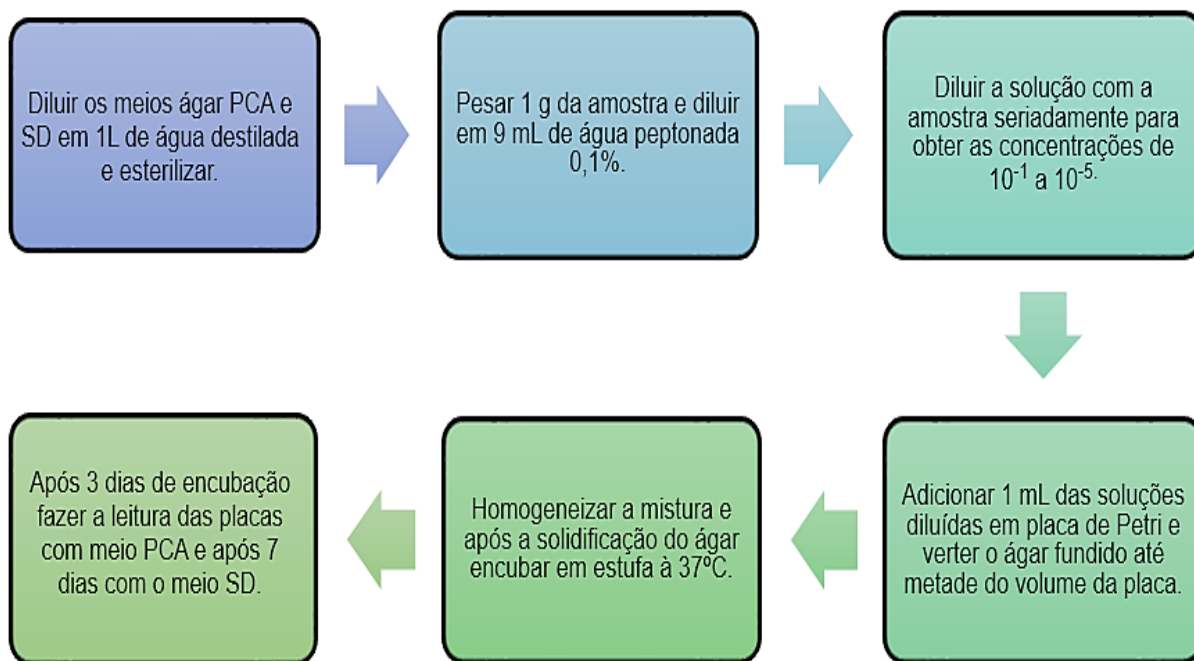 Diluir os meios ágar PCA e
SD em 1L de água destilada
e esterilizar.
Pesar 1 g da amostra e diluir
em 9 mL de água peptonada
0,1%.
Diluir a solução com a
amostra seriadamente para
obter as concentrações de
10⁻¹ a 10⁻⁵.
Adicionar 1 mL das soluções
diluídas em placa de Petri e
verter o ágar fundido até
metade do volume da placa.
Homogeneizar a mistura e
após a solidificação do ágar
encubar em estufa à 37ºC.
Após 3 dias de encubação
fazer a leitura das placas
com meio PCA e após 7
dias com o meio SD.